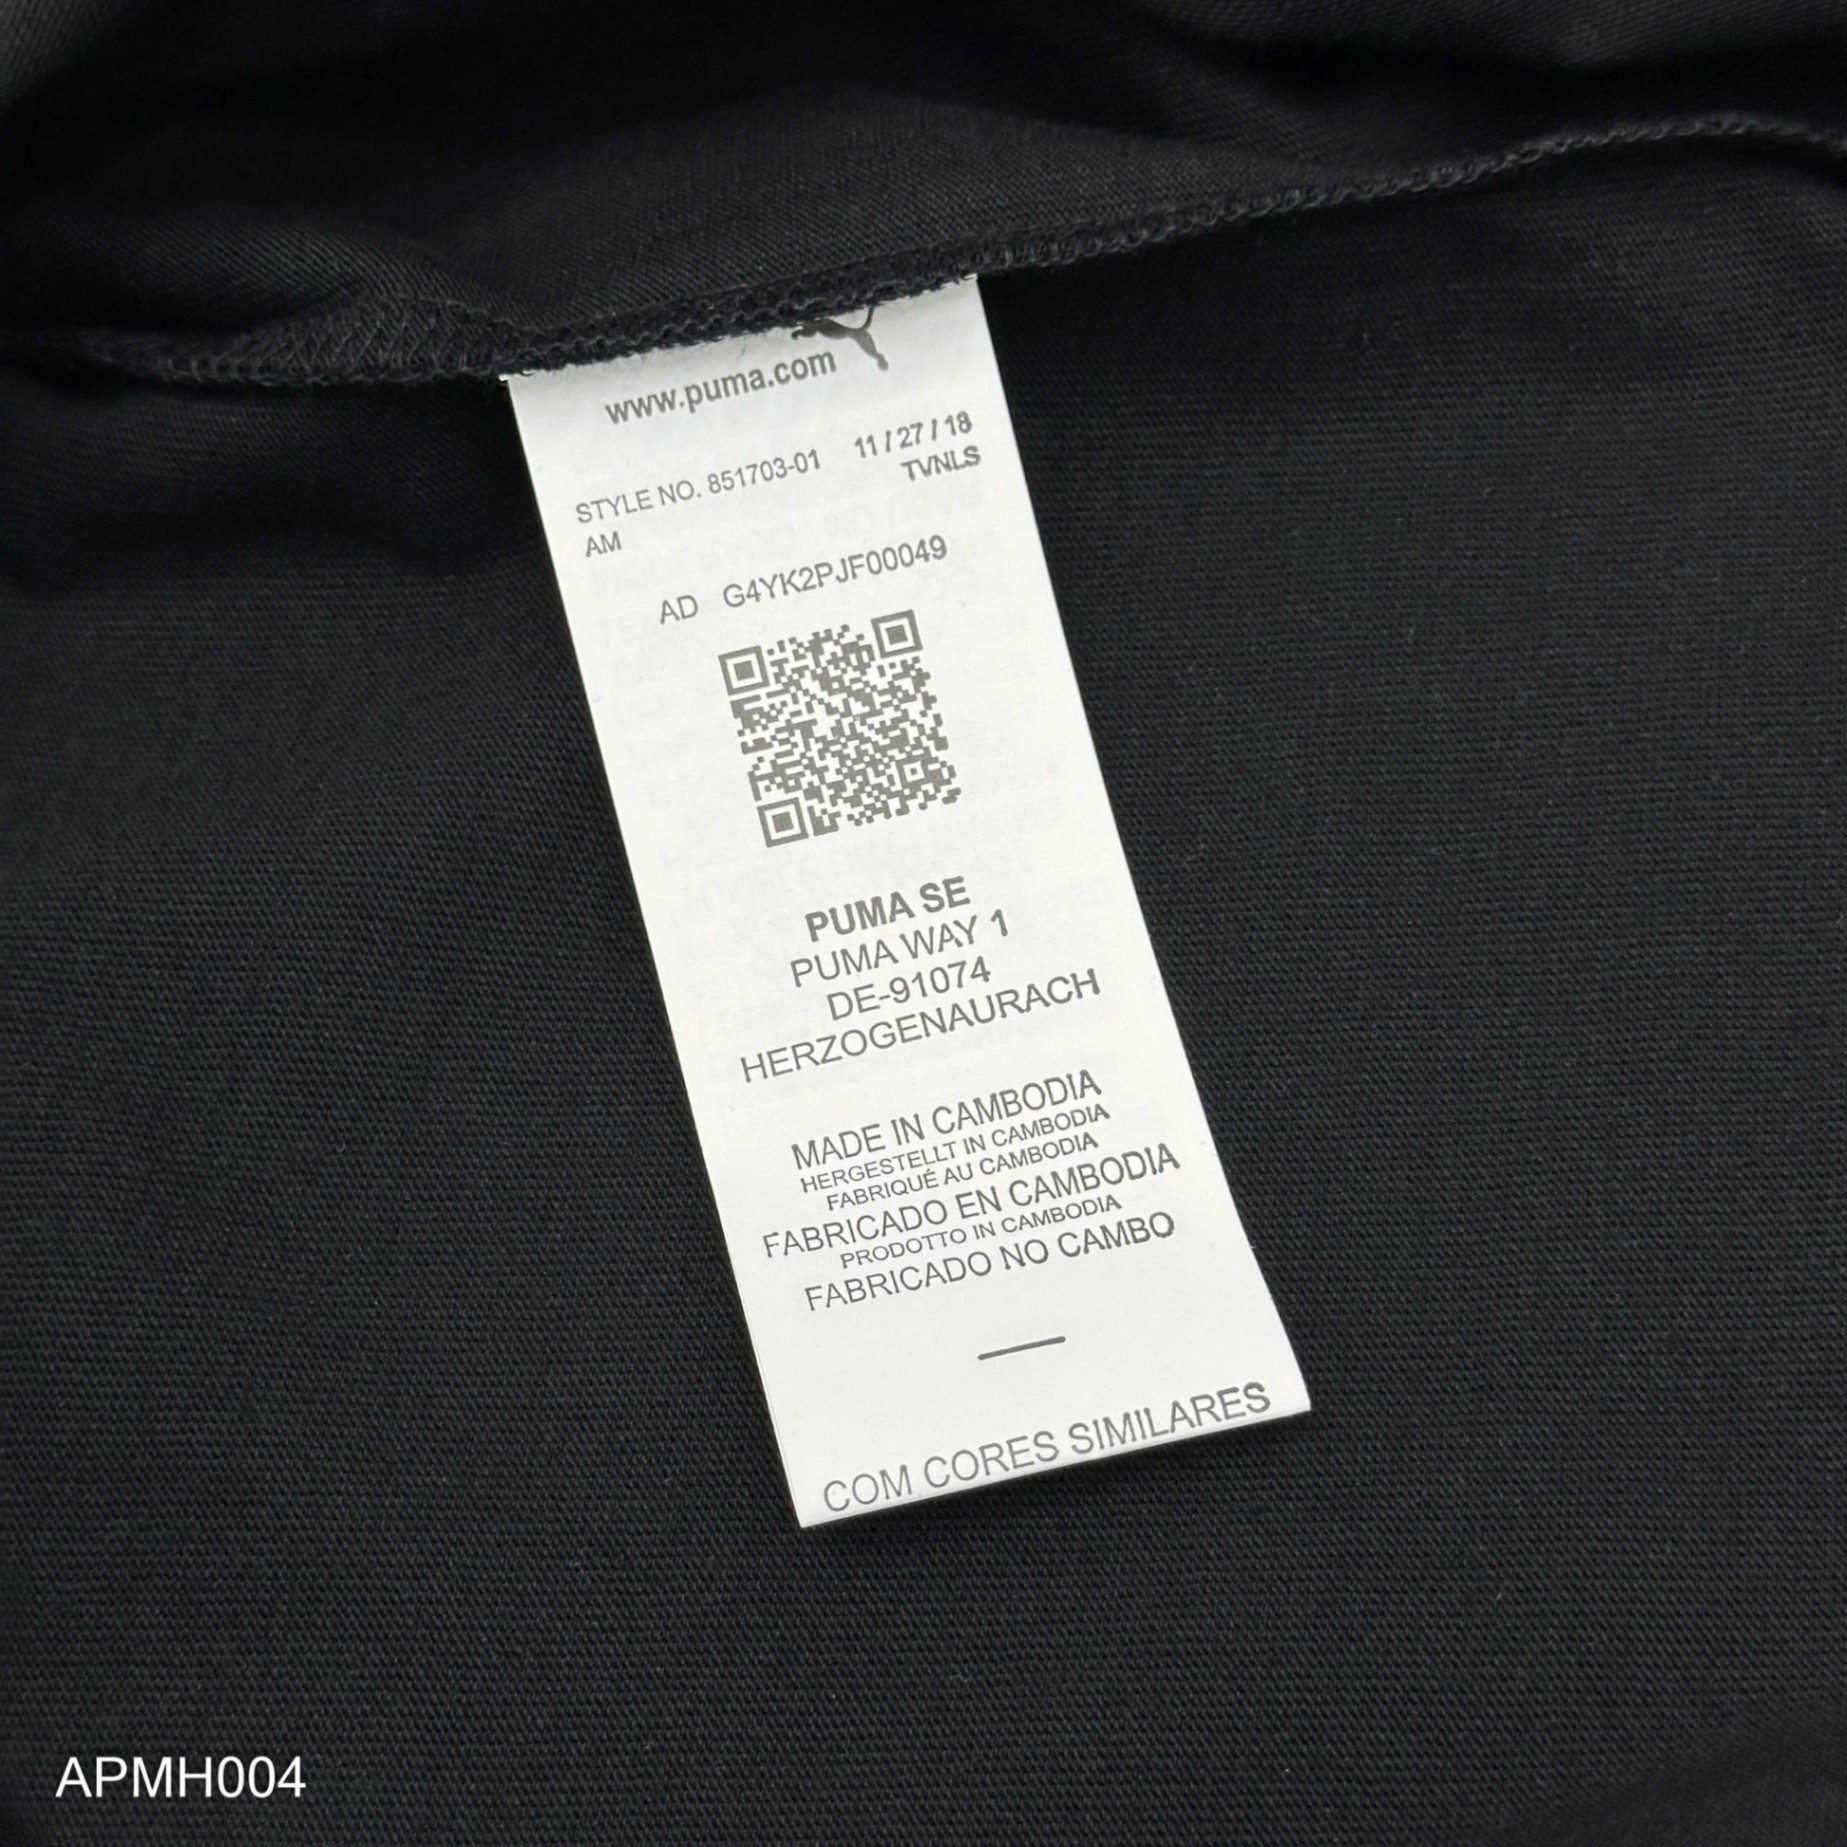 www.puma.com
STYLE NO. 851703-01 11 / 27 / 18
AM TVNLS
AD G4YK2PJF00049
PUMA SE
PUMA WAY 1
DE-91074
HERZOGENAURACH
MADE IN CAMBODIA
HERGESTELLT IN CAMBODIA
FABRIQUÉ AU CAMBODIA
FABRICADO EN CAMBODIA
PRODOTTO IN CAMBODIA
FABRICADO NO CAMBO
COM CORES SIMILARES
APMH004